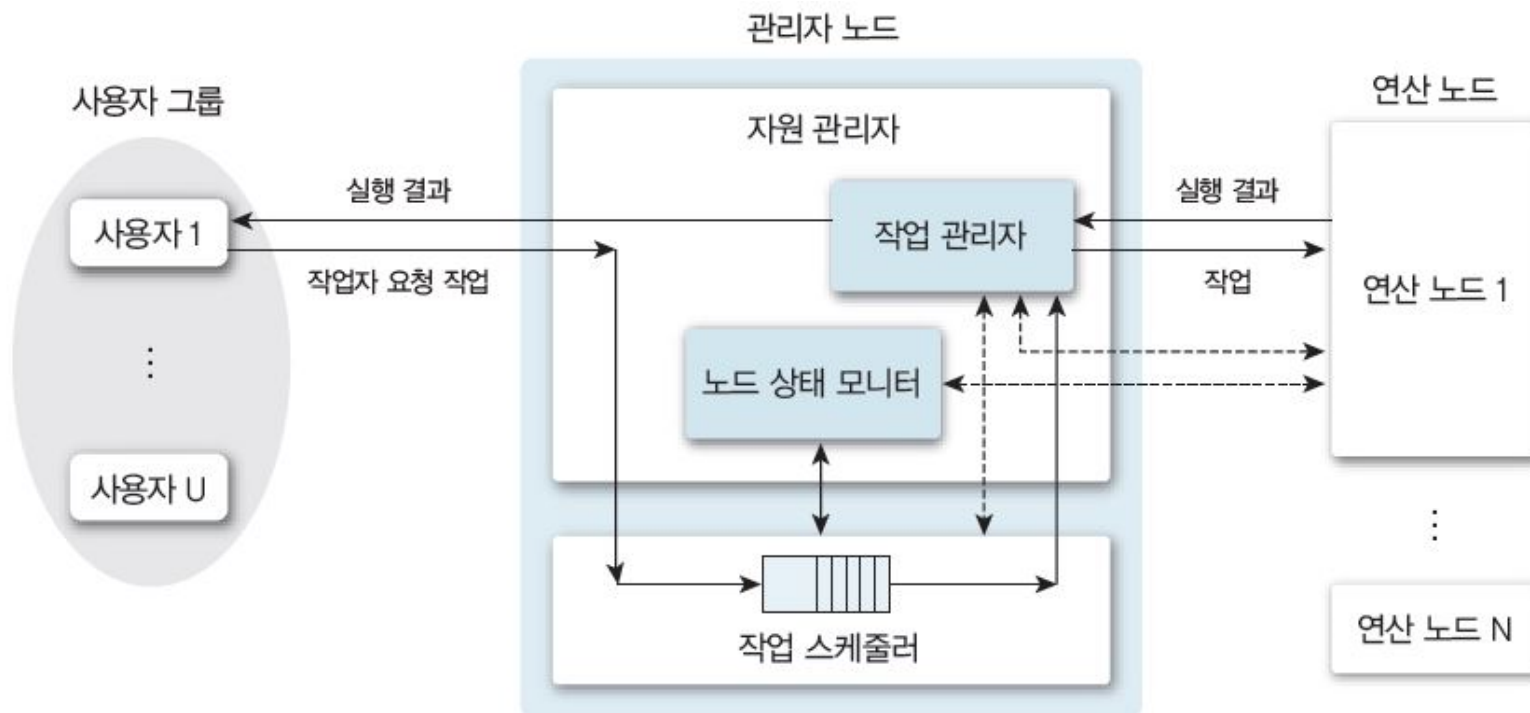 관리자 노드
사용자 그룹
연산 노드
자원 관리자
실행 결과
실행 결과
사용자 1
작업 관리자
작업자 요청 작업
작업
연산 노드 1
⋮
노드 상태 모니터
사용자 U
⋮
작업 스케줄러
연산 노드 N